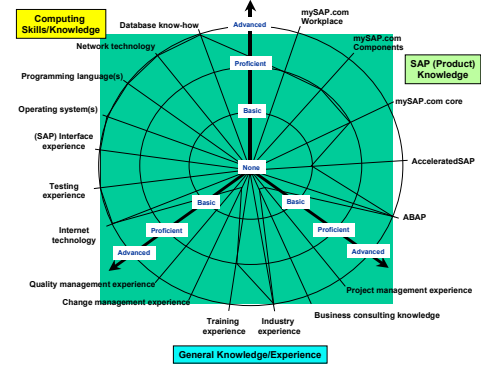 Computing
Skills/Knowledge
Database know-how
Advanced
mySAP.com
Workplace
Network technology
mySAP.com
Components
Proficient
SAP (Product)
Knowledge
Programming language(s)
mySAP.com core
Operating system(s)
Basic
(SAP) Interface
experience
AcceleratedSAP
None
Testing
experience
Basic
Basic
ABAP
Internet
technology
Proficient
Proficient
Advanced
Advanced
Quality management experience
Project management experience
Change management experience
Business consulting knowledge
Training
experience
Industry
experience
General Knowledge/Experience